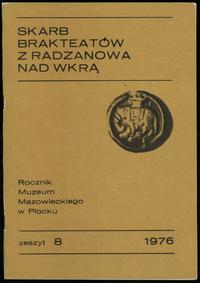 SKARB
BRAKTEATÓW
Z RADZANOWA
NAD WKRĄ
Rocznik
Muzeum
Mazowieckiego
w Płocku
zeszyt 8 1976